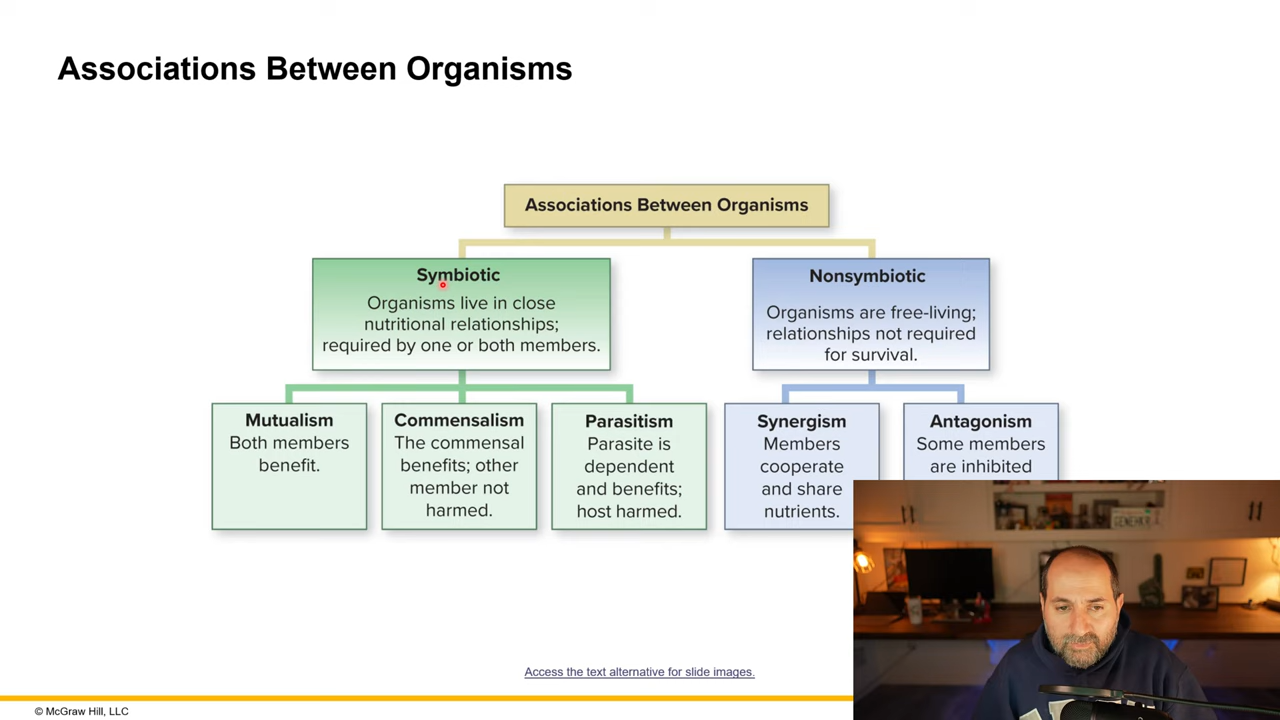 Associations Between Organisms
Associations Between Organisms
Symbiotic
Organisms live in close
nutritional relationships;
required by one or both members.
Nonsymbiotic
Organisms are free-living;
relationships not required
for survival.
Mutualism
Both members
benefit.
Commensalism
The commensal
benefits; other
member not
harmed.
Parasitism
Parasite is
dependent
and benefits;
host harmed.
Synergism
Members
cooperate
and share
nutrients.
Antagonism
Some members
are inhibited
Access the text alternative for slide images.
© McGraw Hill, LLC